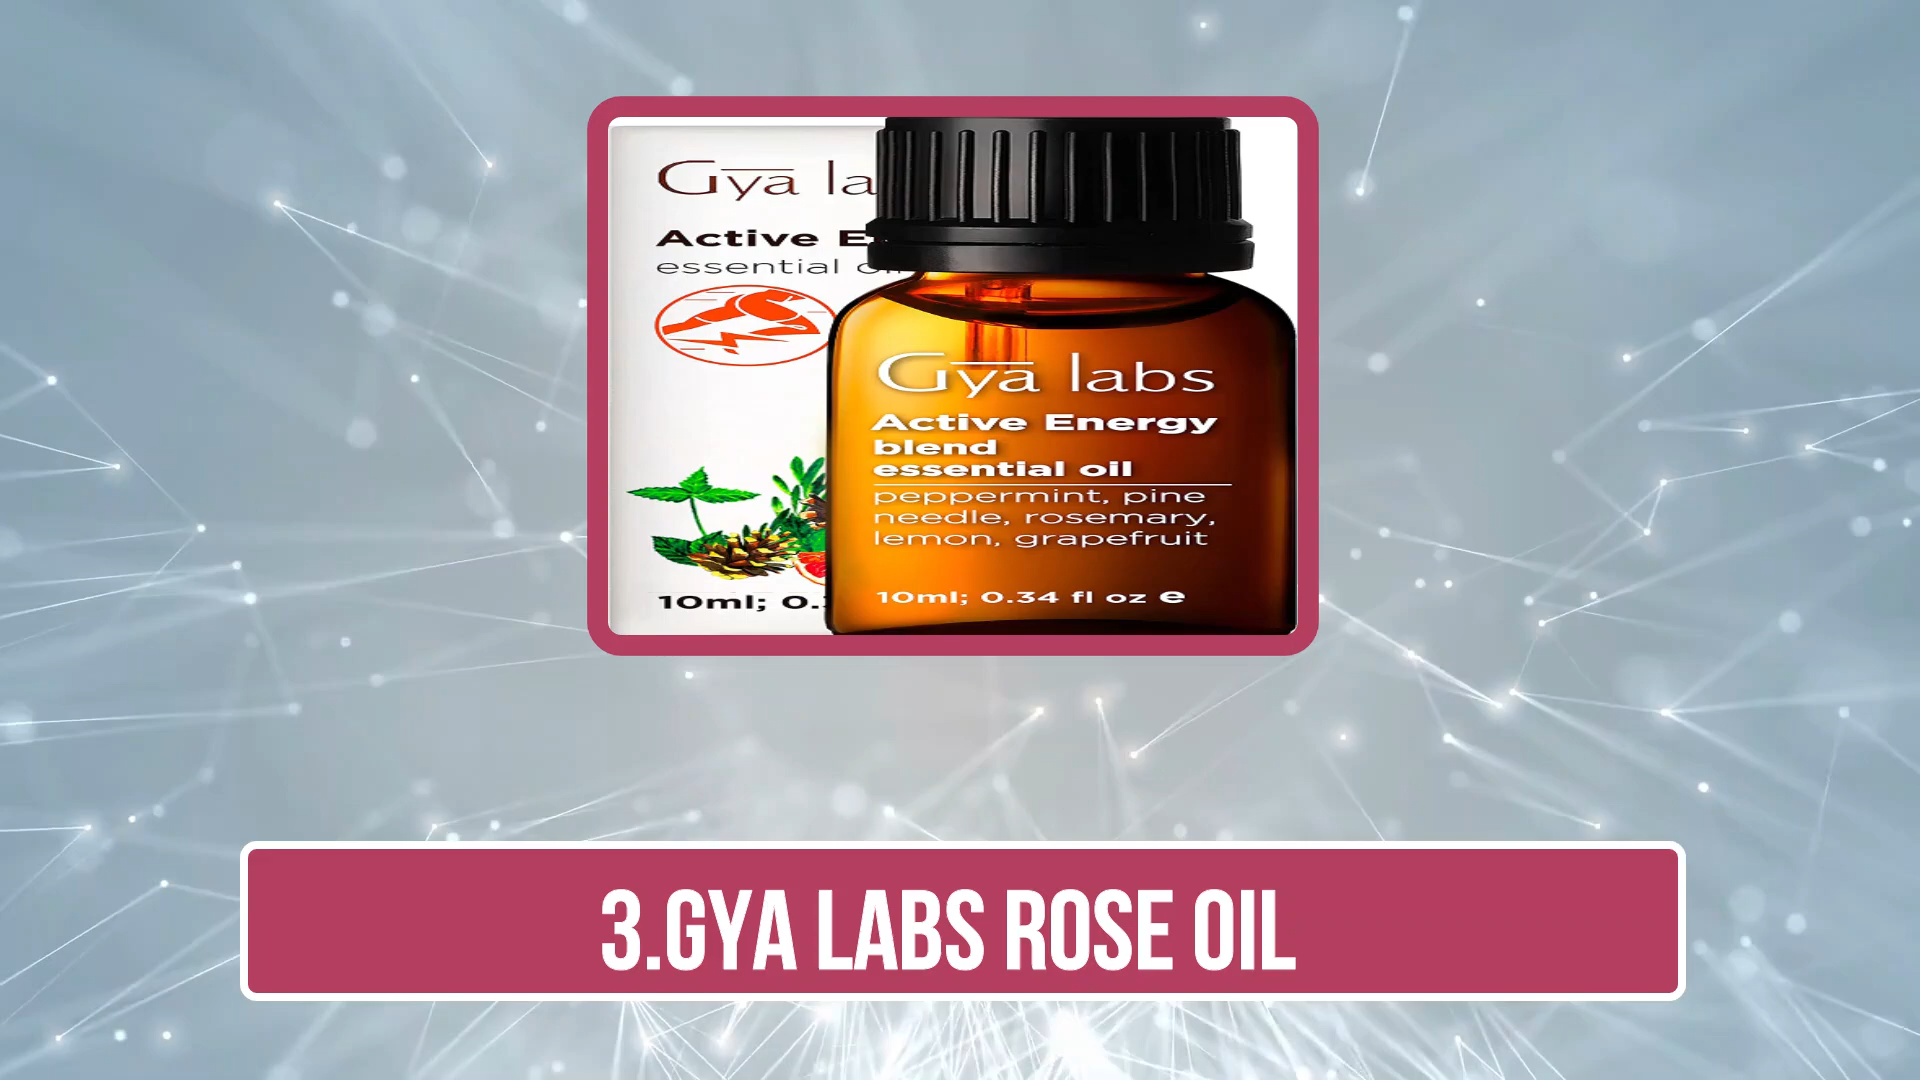 Gya la
Active E
essential oi
10ml; 0.
Gya labs
Active Energy
blend
essential oil
peppermint, pine
needle, rosemary,
lemon, grapefruit
10ml; 0.34 fl oz e
3.GYA LABS ROSE OIL